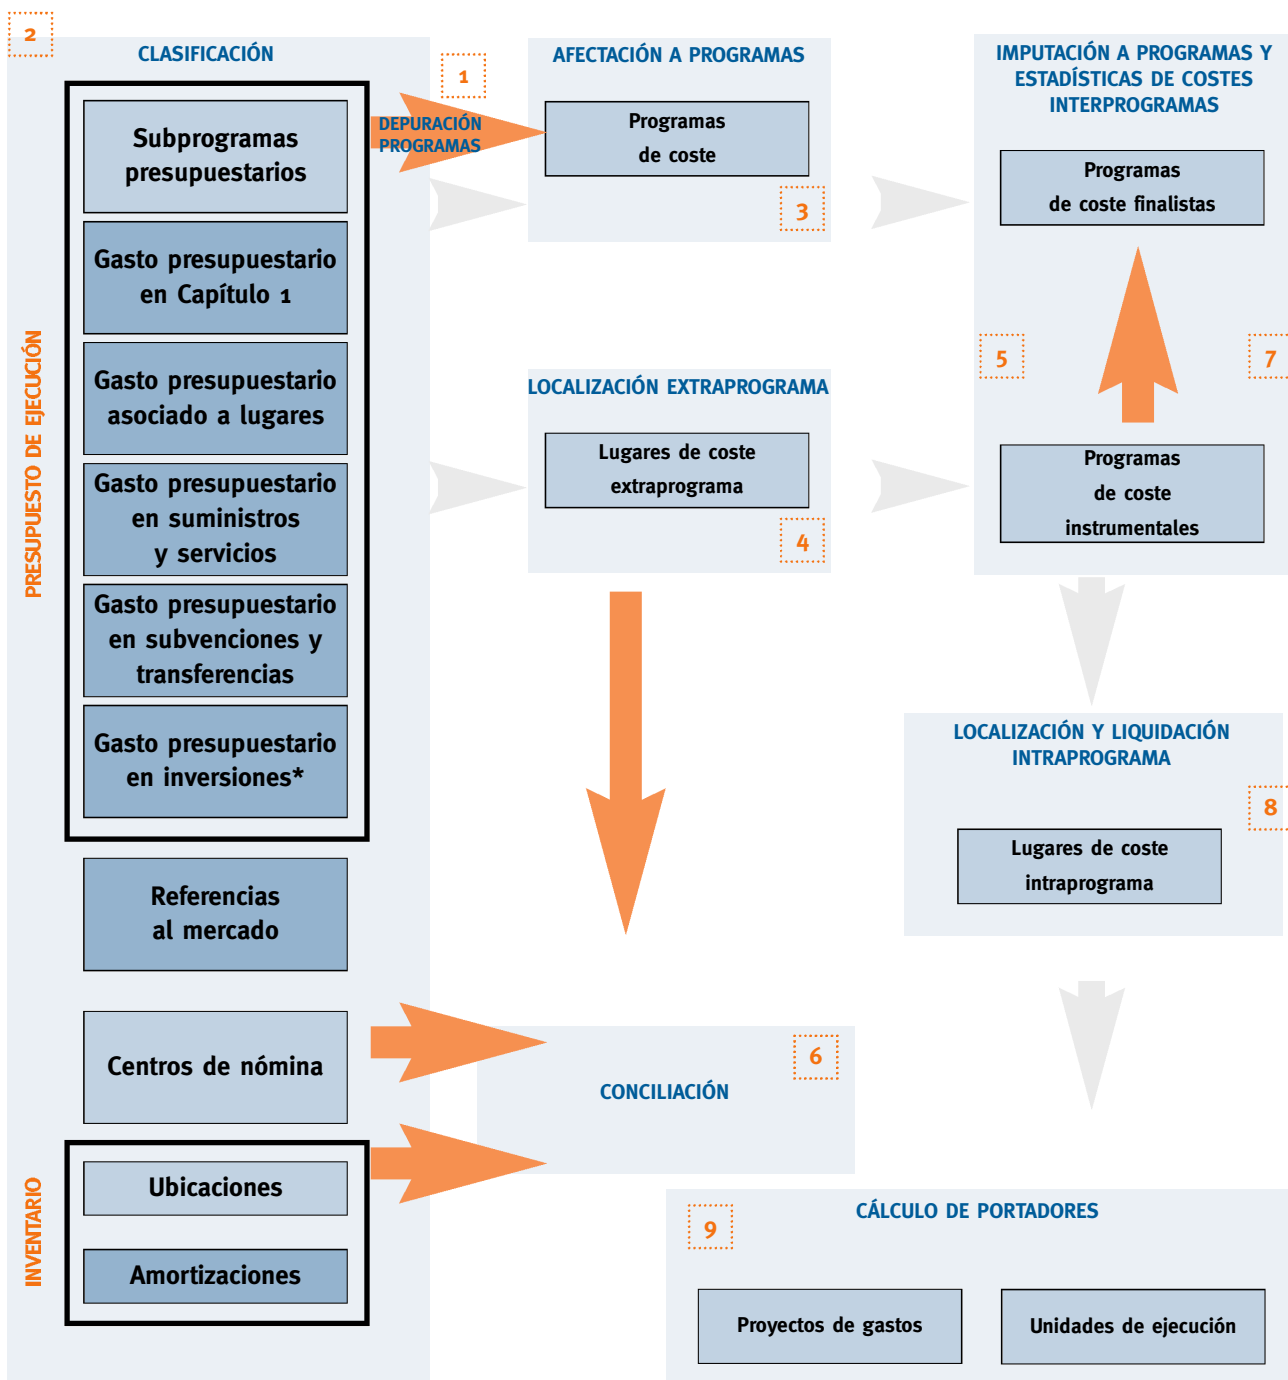 2
CLASIFICACIÓN
PRESUPUESTO DE EJECUCIÓN
Subprogramas
presupuestarios
Gasto presupuestario
en Capítulo 1
Gasto presupuestario
asociado a lugares
Gasto presupuestario
en suministros
y servicios
Gasto presupuestario
en subvenciones y
transferencias
Gasto presupuestario
en inversiones*
Referencias
al mercado
Centros de nómina
INVENTARIO
Ubicaciones
Amortizaciones
1
DEPURACIÓN
PROGRAMAS
AFECTACIÓN A PROGRAMAS
Programas
de coste
3
LOCALIZACIÓN EXTRAPROGRAMA
Lugares de coste
extraprograma
4
IMPUTACIÓN A PROGRAMAS Y
ESTADÍSTICAS DE COSTES
INTERPROGRAMAS
Programas
de coste finalistas
5
7
Programas
de coste
instrumentales
LOCALIZACIÓN Y LIQUIDACIÓN
INTRAPROGRAMA
8
Lugares de coste
intraprograma
6
CONCILIACIÓN
9
CÁLCULO DE PORTADORES
Proyectos de gastos
Unidades de ejecución